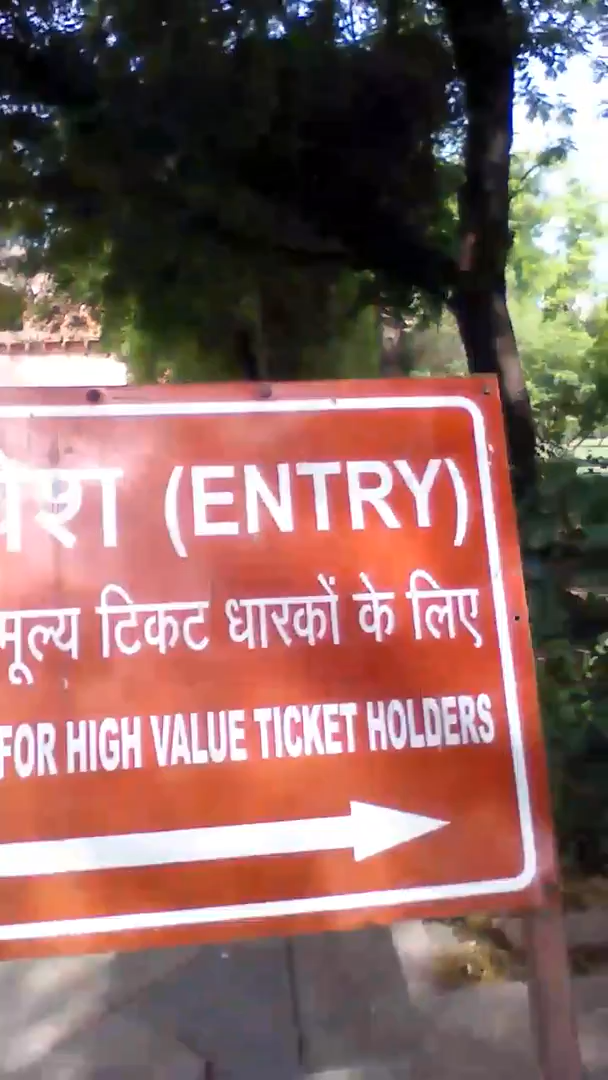 (ENTRY)
मूल्य टिकट धारकों के लिए
FOR HIGH VALUE TICKET HOLDERS